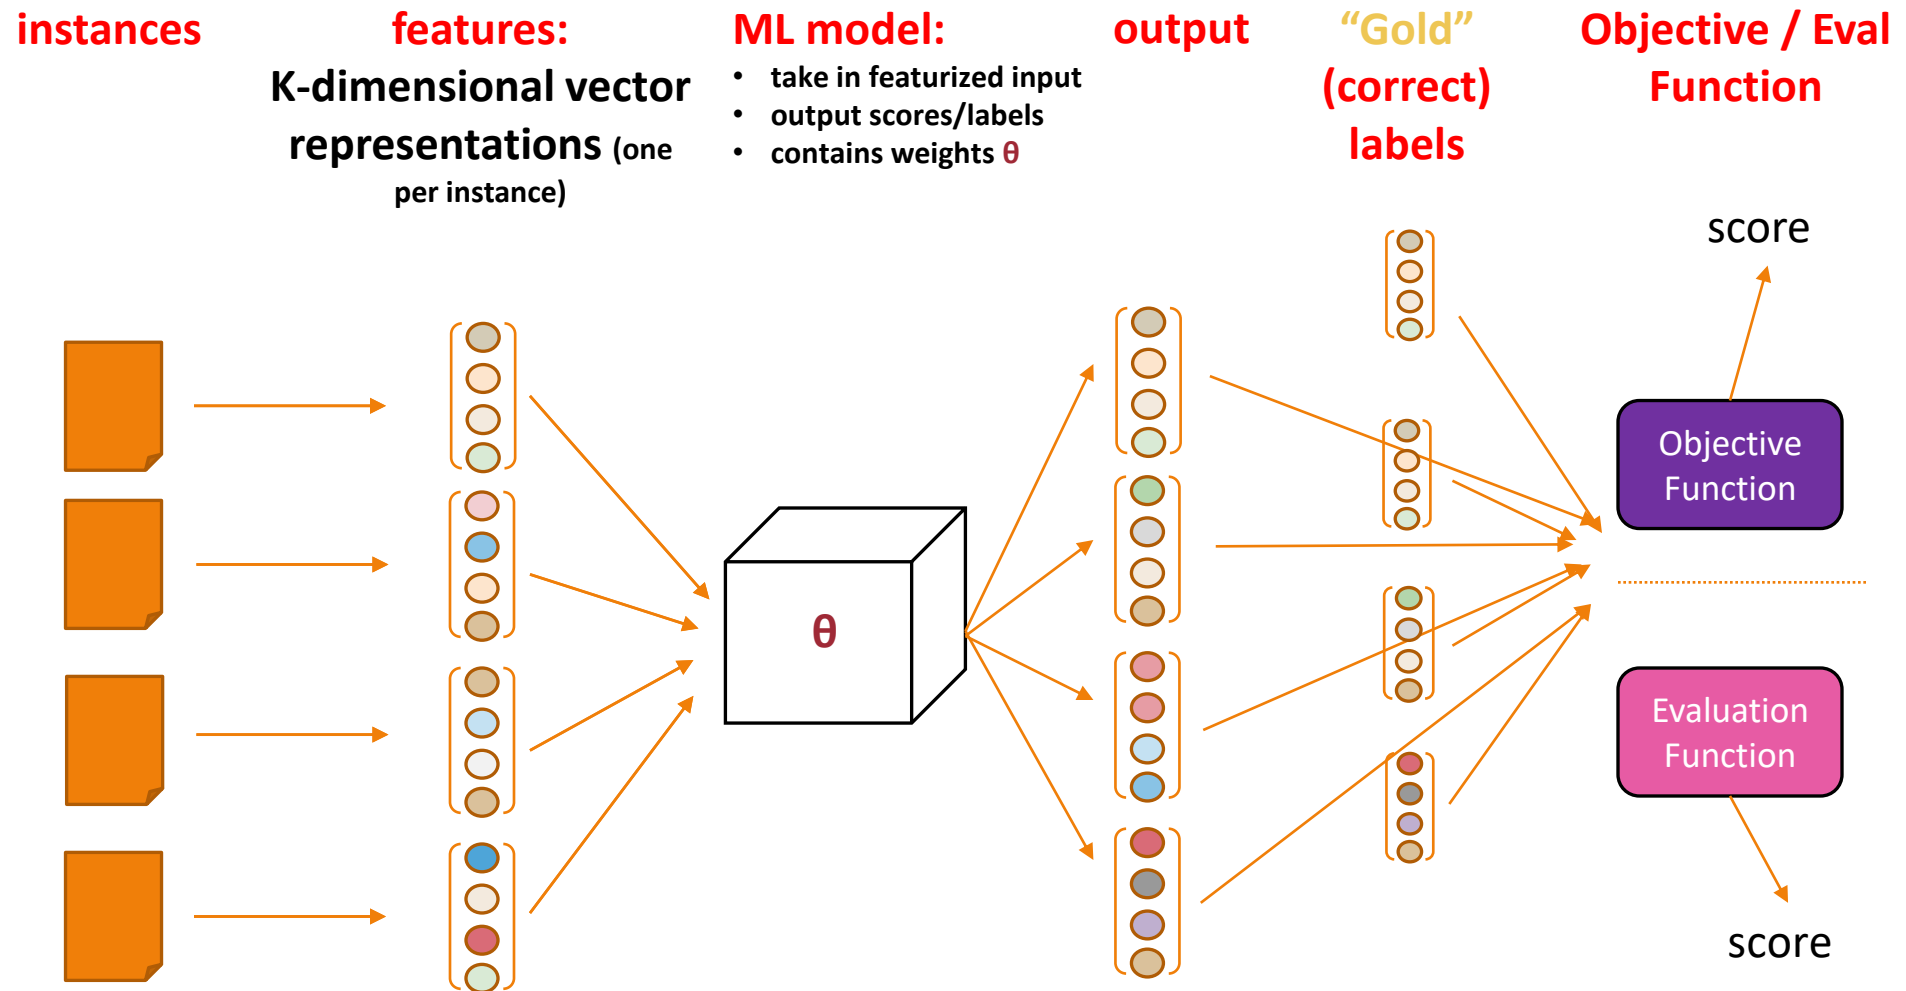 instances
features:
K-dimensional vector
representations (one
per instance)
ML model:
• take in featurized input
• output scores/labels
• contains weights θ
output
“Gold”
(correct)
labels
Objective / Eval
Function
score
Objective
Function
θ
Evaluation
Function
score